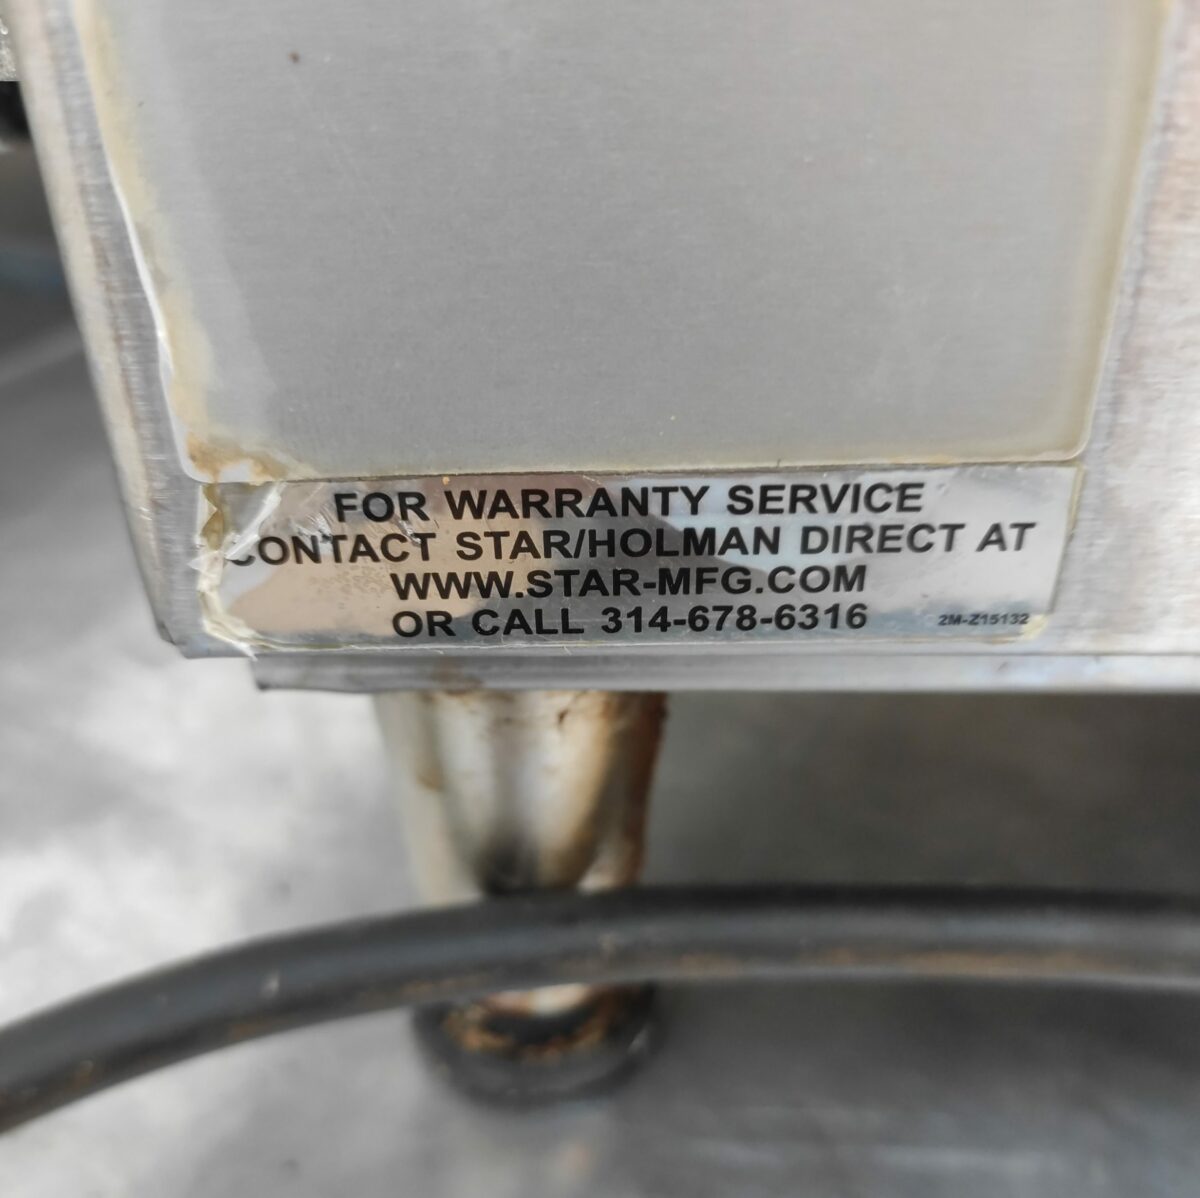 FOR WARRANTY SERVICE
CONTACT STAR/HOLMAN DIRECT AT
WWW.STAR-MFG.COM
OR CALL 314-678-6316
2M-Z15132